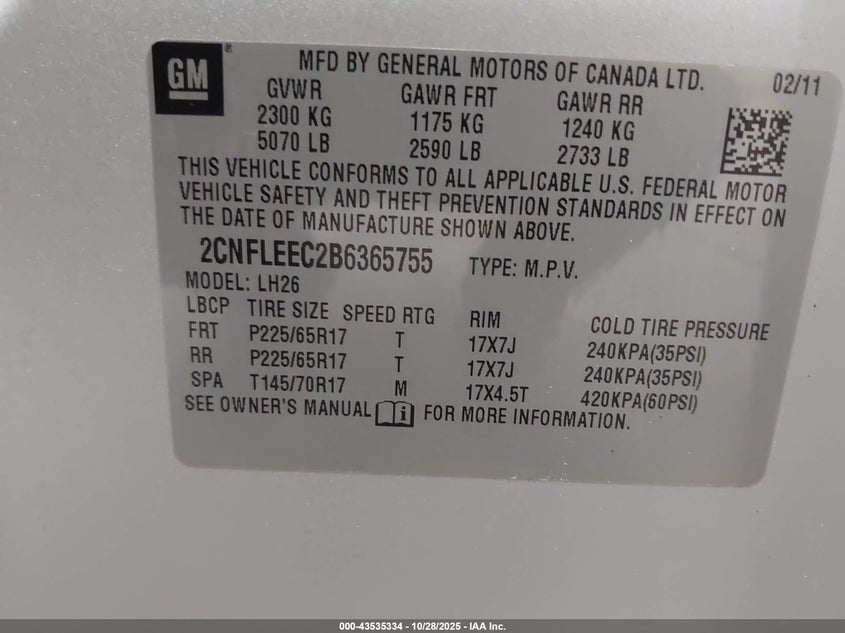 GM ® MFD BY GENERAL MOTORS OF CANADA LTD. 02/11
GVWR GAWR FRT GAWR RR
2300 KG 1175 KG 1240 KG
5070 LB 2590 LB 2733 LB
THIS VEHICLE CONFORMS TO ALL APPLICABLE U.S. FEDERAL MOTOR
VEHICLE SAFETY AND THEFT PREVENTION STANDARDS IN EFFECT ON
THE DATE OF MANUFACTURE SHOWN ABOVE.
2CNFLEEC2B6365755 TYPE: M.P.V.
MODEL: LH26
LBCP TIRE SIZE SPEED RTG RIM COLD TIRE PRESSURE
FRT P225/65R17 T 17X7J 240KPA(35PSI)
RR P225/65R17 T 17X7J 240KPA(35PSI)
SPA T145/70R17 M 17X4.5T 420KPA(60PSI)
SEE OWNER'S MANUAL FOR MORE INFORMATION.
000-43535334 - 10/28/2025 - IAA Inc.